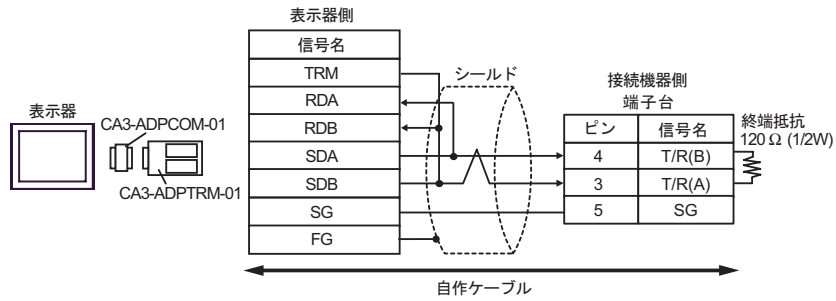 表示器側
信号名
TRM
RDA
RDB
SDA
SDB
SG
FG
シールド
接続機器側
端子台
ピン 信号名
4 T/R(B)
3 T/R(A)
5 SG
終端抵抗
120 Ω (1/2W)
表示器
CA3-ADPCOM-01
CA3-ADPTRM-01
自作ケーブル